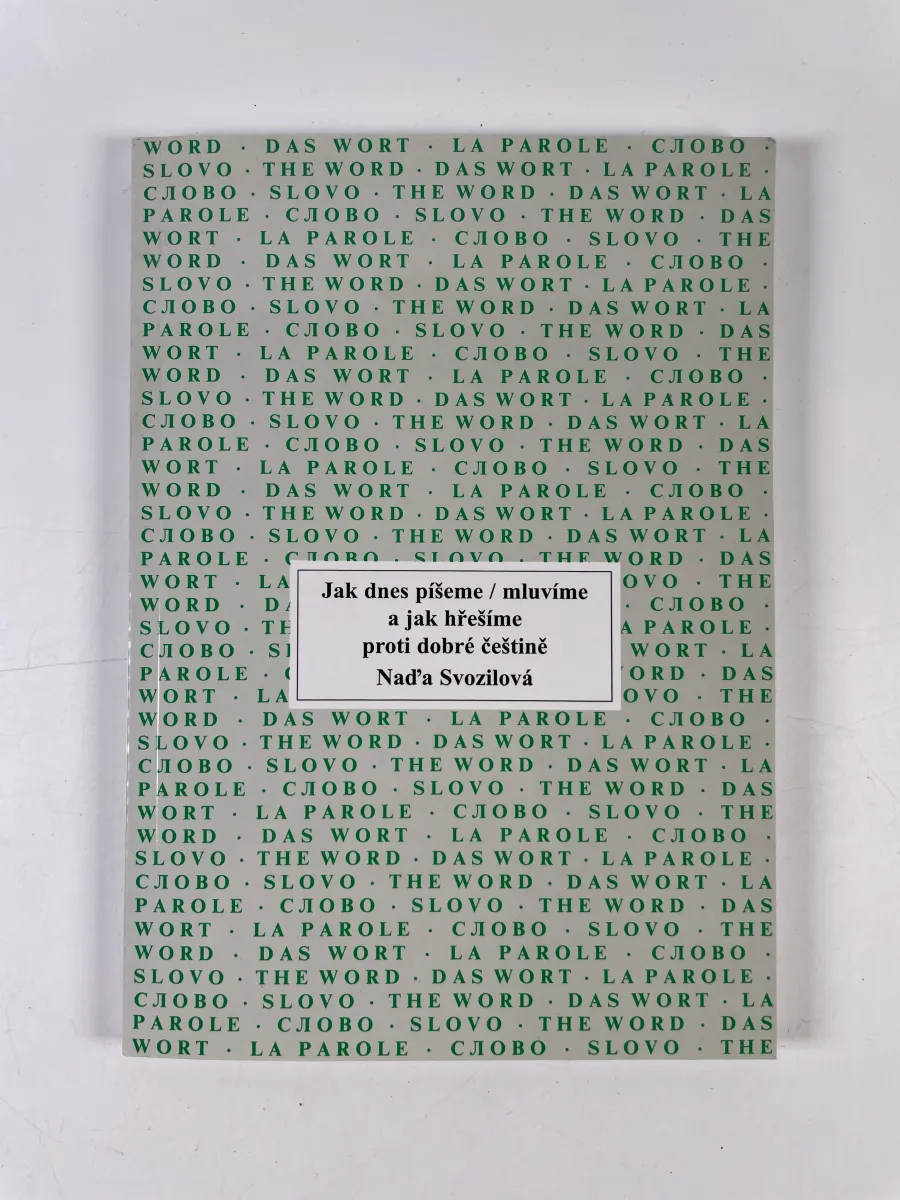 WORD · DAS WORT · LA PAROLE · СЛОВО ·
SLOVO · THE WORD · DAS WORT · LA PAROLE ·
СЛОВО · SLOVO · THE WORD · DAS WORT · LA
PAROLE · СЛОВО · SLOVO · THE WORD · DAS
WORT · LA PAROLE · СЛОВО · SLOVO · THE
WORD · DAS WORT · LA PAROLE · СЛОВО ·
SLOVO · THE WORD · DAS WORT · LA PAROLE ·
СЛОВО · SLOVO · THE WORD · DAS WORT · LA
PAROLE · СЛОВО · SLOVO · THE WORD · DAS
WORT · LA PAROLE · СЛОВО · SLOVO · THE
WORD · DAS WORT · LA PAROLE · СЛОВО ·
SLOVO · THE WORD · DAS WORT · LA PAROLE ·
СЛОВО · SLOVO · THE WORD · DAS WORT · LA
PAROLE · СЛОВО · SLOVO · THE WORD · DAS
WORT · LA PAROLE · СЛОВО · SLOVO · THE
WORD · DAS WORT · LA PAROLE · СЛОВО ·
SLOVO · THE WORD · DAS WORT · LA PAROLE ·
СЛОВО · SLOVO · THE WORD · DAS WORT · LA
PAROLE · СЛОВО · SLOVO · THE WORD · DAS
WORT · LA OVO · THE
WORD · DA СЛОВО ·
SLOVO · TH A PAROLE ·
СЛОВО · SL WORT · LA
PAROLE · ORD · DAS
WORT · LA OVO · THE
Jak dnes píšeme / mluvíme
a jak hřešíme
proti dobré češtině
Naďa Svozilová
WORD · DAS WORT · LA PAROLE · СЛОВО ·
SLOVO · THE WORD · DAS WORT · LA PAROLE ·
СЛОВО · SLOVO · THE WORD · DAS WORT · LA
PAROLE · СЛОВО · SLOVO · THE WORD · DAS
WORT · LA PAROLE · СЛОВО · SLOVO · THE
WORD · DAS WORT · LA PAROLE · СЛОВО ·
SLOVO · THE WORD · DAS WORT · LA PAROLE ·
СЛОВО · SLOVO · THE WORD · DAS WORT · LA
PAROLE · СЛОВО · SLOVO · THE WORD · DAS
WORT · LA PAROLE · СЛОВО · SLOVO · THE
WORD · DAS WORT · LA PAROLE · СЛОВО ·
SLOVO · THE WORD · DAS WORT · LA PAROLE ·
СЛОВО · SLOVO · THE WORD · DAS WORT · LA
PAROLE · СЛОВО · SLOVO · THE WORD · DAS
WORT · LA PAROLE · СЛОВО · SLOVO · THE